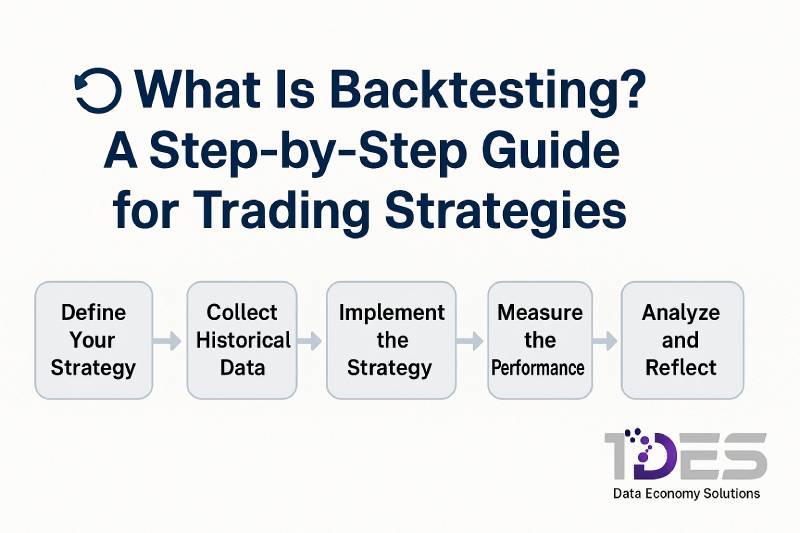 What Is Backtesting?
A Step-by-Step Guide
for Trading Strategies
Define
Your
Strategy
Collect
Historical
Data
Implement
the
Strategy
Measure
the
Performance
Analyze
and
Reflect
1DES
Data Economy Solutions